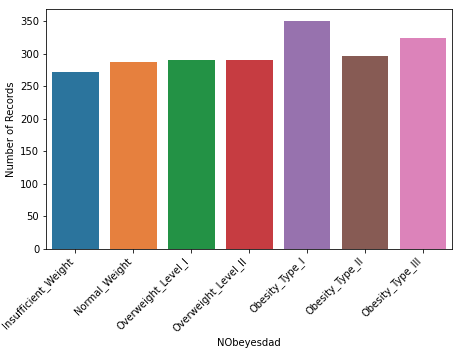 350
300
250
200
150
100
50
0
Number of Records
Insufficient_Weight
Normal_Weight
Overweight_Level_I
Overweight_Level_II
Obesity_Type_I
Obesity_Type_II
Obesity_Type_III
NObeyesdad